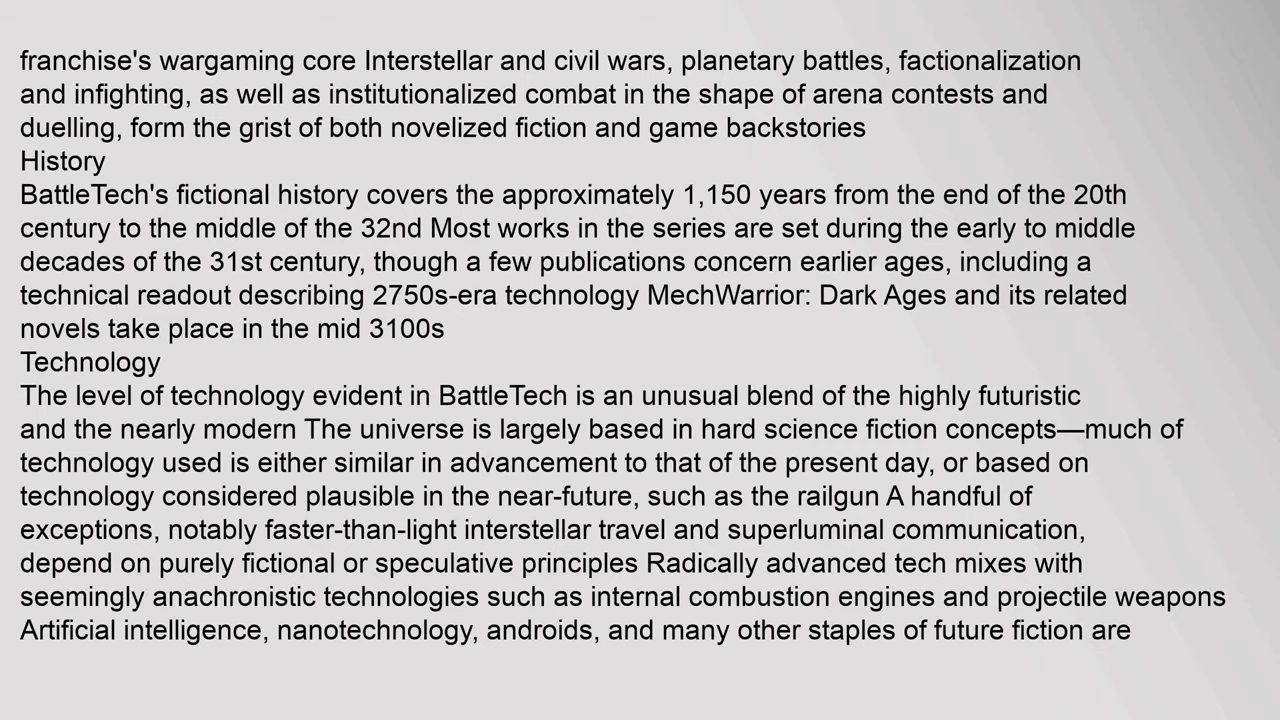 franchise's wargaming core Interstellar and civil wars, planetary battles, factionalization
and infighting, as well as institutionalized combat in the shape of arena contests and
duelling, form the grist of both novelized fiction and game backstories
History
BattleTech's fictional history covers the approximately 1,150 years from the end of the 20th
century to the middle of the 32nd Most works in the series are set during the early to middle
decades of the 31st century, though a few publications concern earlier ages, including a
technical readout describing 2750s-era technology MechWarrior: Dark Ages and its related
novels take place in the mid 3100s
Technology
The level of technology evident in BattleTech is an unusual blend of the highly futuristic
and the nearly modern The universe is largely based in hard science fiction concepts—much of
technology used is either similar in advancement to that of the present day, or based on
technology considered plausible in the near-future, such as the railgun A handful of
exceptions, notably faster-than-light interstellar travel and superluminal communication,
depend on purely fictional or speculative principles Radically advanced tech mixes with
seemingly anachronistic technologies such as internal combustion engines and projectile weapons
Artificial intelligence, nanotechnology, androids, and many other staples of future fiction are